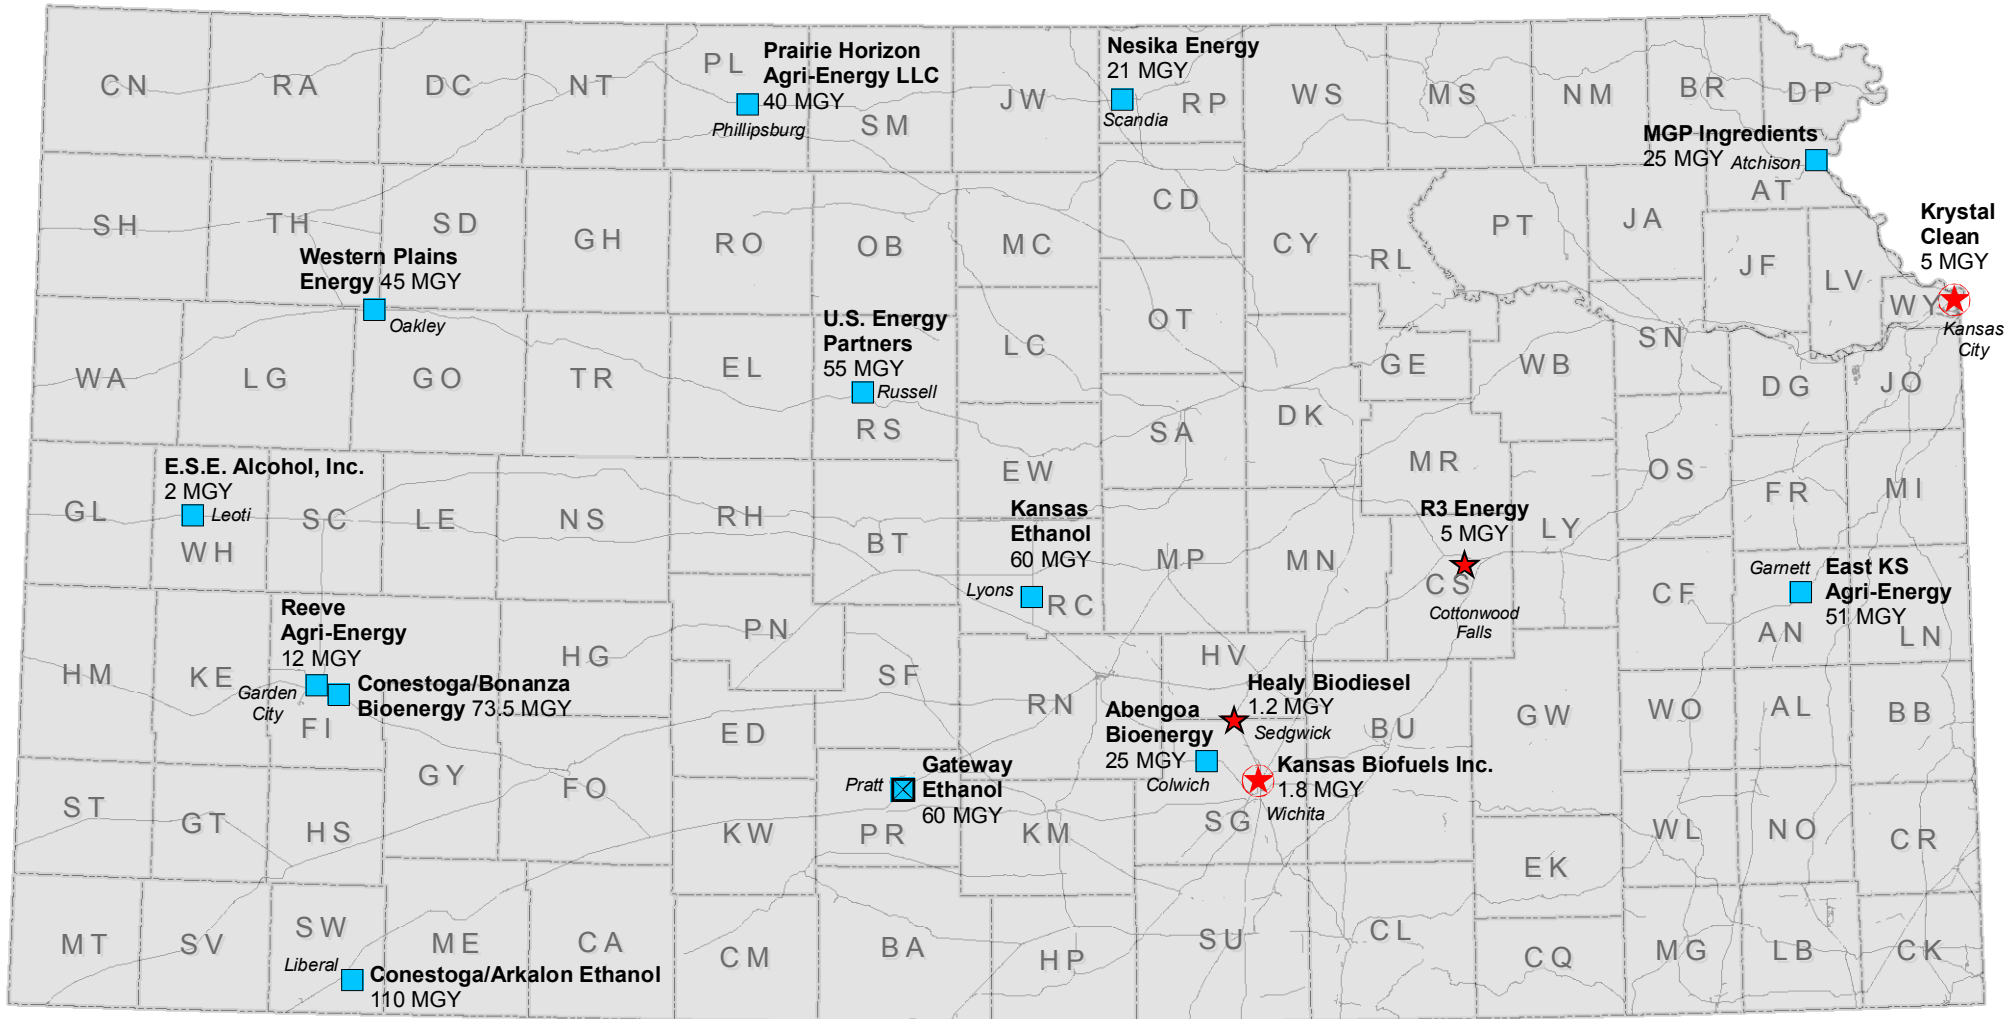 Prairie Horizon
Agri-Energy LLC
40 MGY
Phillipsburg
Nesika Energy
21 MGY
Scandia
MGP Ingredients
25 MGY
Atchison
Krystal
Clean
5 MGY
Kansas
City
Western Plains
Energy 45 MGY
Oakley
U.S. Energy
Partners
55 MGY
Russell
E.S.E. Alcohol, Inc.
2 MGY
Leoti
Kansas
Ethanol
60 MGY
Lyons
R3 Energy
5 MGY
Cottonwood
Falls
Garnett
East KS
Agri-Energy
51 MGY
Reeve
Agri-Energy
12 MGY
Garden
City
Conestoga/Bonanza
Bioenergy 73.5 MGY
Healy Biodiesel
1.2 MGY
Sedgwick
Abengoa
Bioenergy
25 MGY
Colwich
Kansas Biofuels Inc.
1.8 MGY
Wichita
Gateway
Ethanol
60 MGY
Pratt
Liberal
Conestoga/Arkalon Ethanol
110 MGY
CN RA DC NT PL SM JW RP WS MS NM BR DP
SH TH SD GH RO OB MC CD CY RL PT JA AT JF LV WY
WA LG GO TR EL RS LC OT SA DK GE WB SN DG JO
GL WH SC LE NS RH BT EW MP MN MR LY OS FR MI
HM KE FI HG PN SF RC RN HV CS CF AN LN
ST GT HS GY FO ED KW PR KM SG BU GW WO AL BB
EK WL NO CR
MT SV SW ME CA CM BA HP SU CL CQ MG LB CK